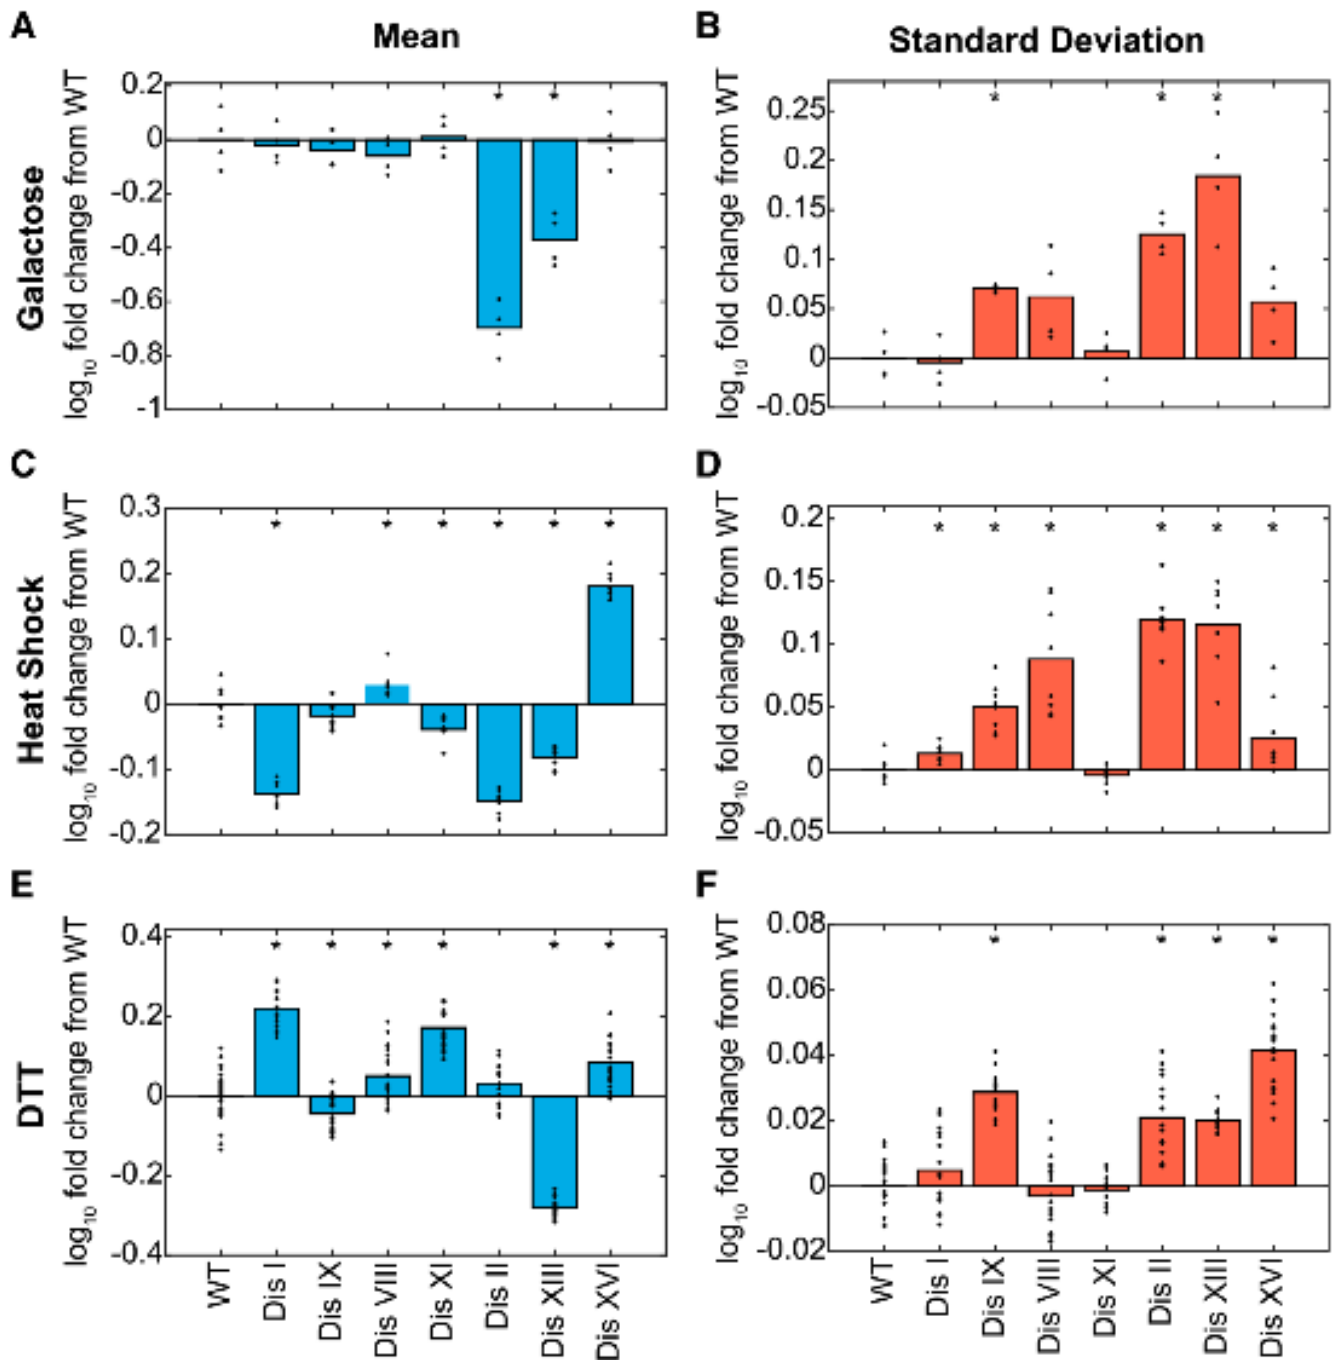 A
Mean
B
Standard Deviation
Galactose
log10 fold change from WT
0.2
0
-0.2
-0.4
-0.6
-0.8
-1
* *
log10 fold change from WT
0.25
0.2
0.15
0.1
0.05
0
-0.05
* * *
C
D
Heat Shock
log10 fold change from WT
0.3
0.2
0.1
0
-0.1
-0.2
* * * * * *
log10 fold change from WT
0.2
0.15
0.1
0.05
0
-0.05
* * * * * *
E
F
DTT
log10 fold change from WT
0.4
0.2
0
-0.2
-0.4
* * * * * *
WT
Dis I
Dis IX
Dis VIII
Dis XI
Dis II
Dis XIII
Dis XVI
log10 fold change from WT
0.08
0.06
0.04
0.02
0
-0.02
* * * *
WT
Dis I
Dis IX
Dis VIII
Dis XI
Dis II
Dis XIII
Dis XVI